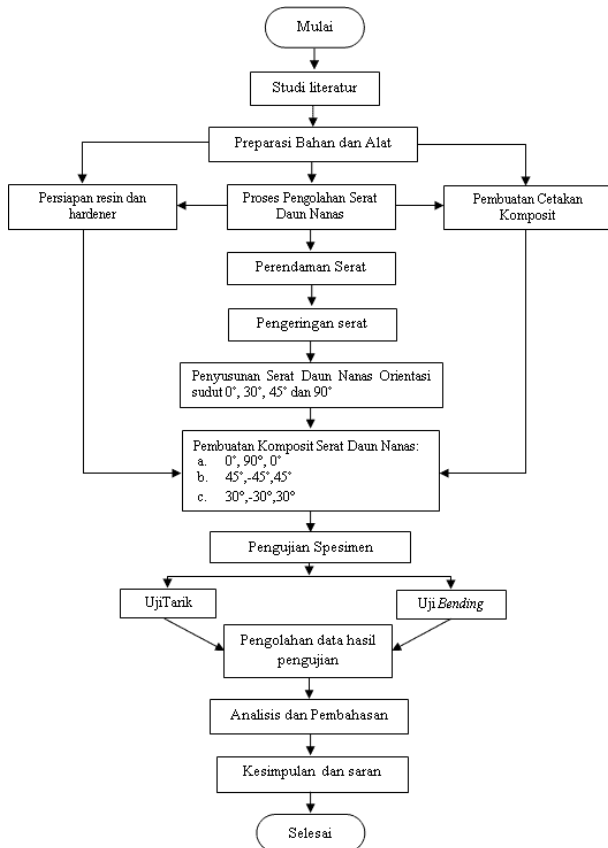 Mulai
Studi literatur
Preparasi Bahan dan Alat
Persiapan resin dan
hardener
Proses Pengolahan Serat
Daun Nanas
Pembuatan Cetakan
Komposit
Perendaman Serat
Pengeringan serat
Penyusunan Serat Daun Nanas Orientasi
sudut 0˚, 30˚, 45˚ dan 90˚
Pembuatan Komposit Serat Daun Nanas:
a. 0˚, 90°, 0˚
b. 45˚,-45˚,45˚
c. 30°,-30°,30°
Pengujian Spesimen
UjiTarik
Uji Bending
Pengolahan data hasil
pengujian
Analisis dan Pembahasan
Kesimpulan dan saran
Selesai